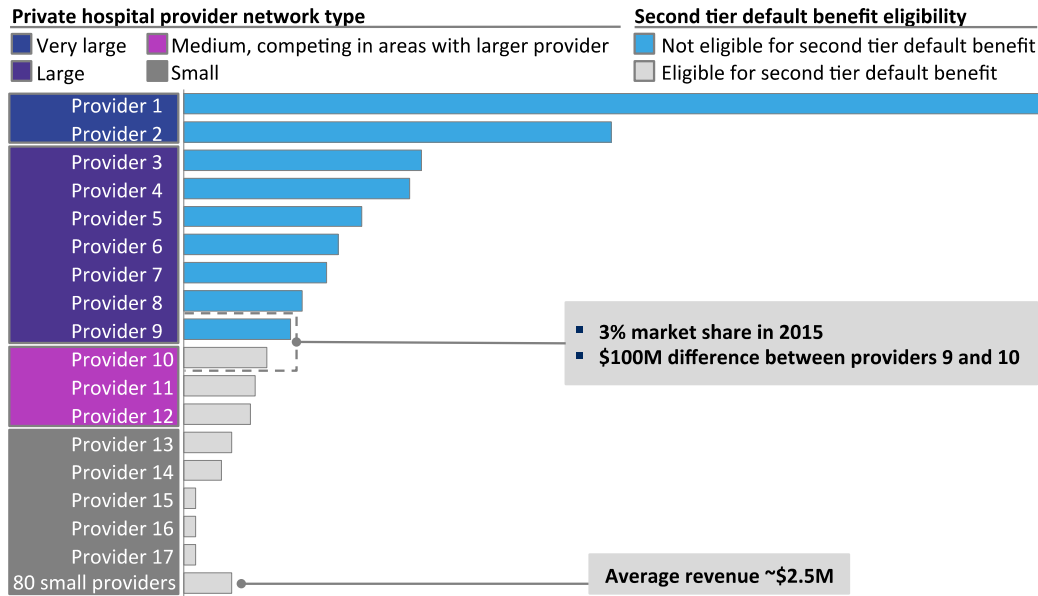 Private hospital provider network type
Second tier default benefit eligibility
Very large
Medium, competing in areas with larger provider
Not eligible for second tier default benefit
Large
Small
Eligible for second tier default benefit
Provider 1
Provider 2
Provider 3
Provider 4
Provider 5
Provider 6
Provider 7
Provider 8
Provider 9
3% market share in 2015
$100M difference between providers 9 and 10
Provider 10
Provider 11
Provider 12
Provider 13
Provider 14
Provider 15
Provider 16
Provider 17
80 small providers
Average revenue ~$2.5M